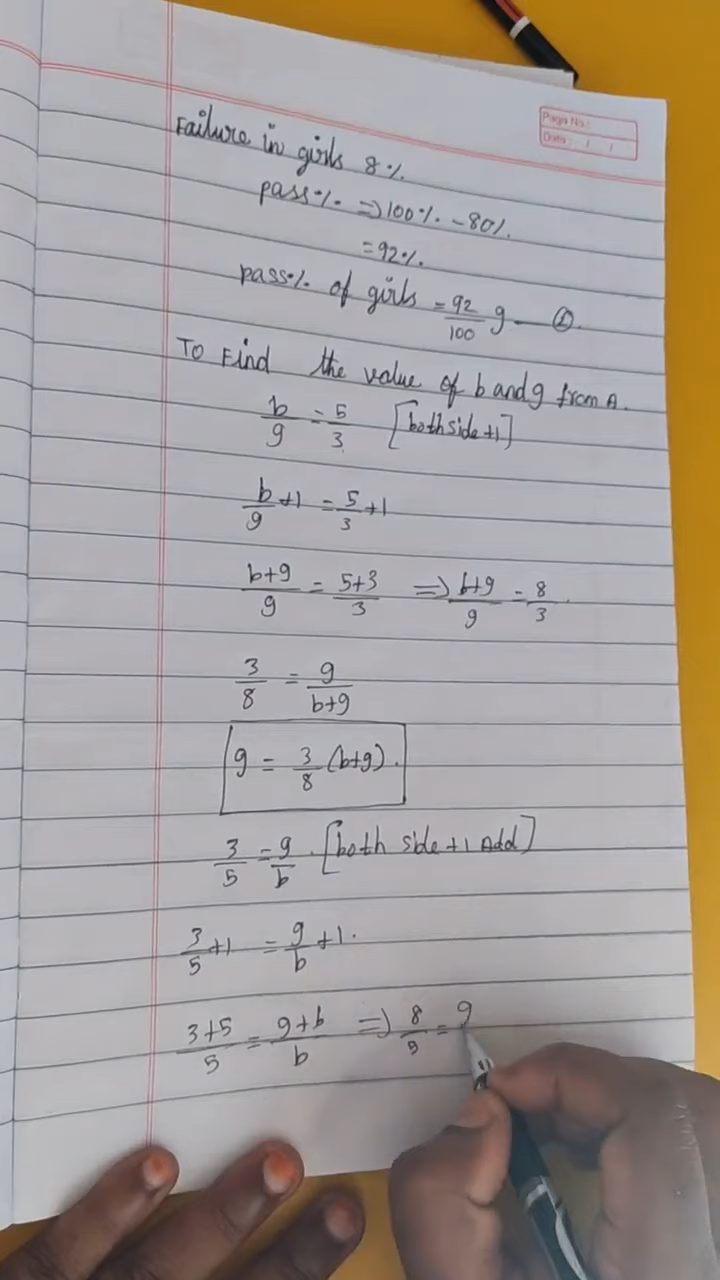 Page No.:
Date: / /
Failure in girls 8%.
pass% => 100% - 80%.
= 92%.
pass% of girls = 92/100 g —
To Find the value of b and g from A.
b/g = 5/3 [both side +1]
b/g + 1 = 5/3 + 1
b+g/g = 5+3/3 => b+g/g = 8/3.
3/8 = g/b+g
g = 3/8 (b+g).
3/5 = g/b. [both side +1 Add]
3/5 + 1 = g/b + 1.
3+5/5 = g+b/b => 8/5 = g